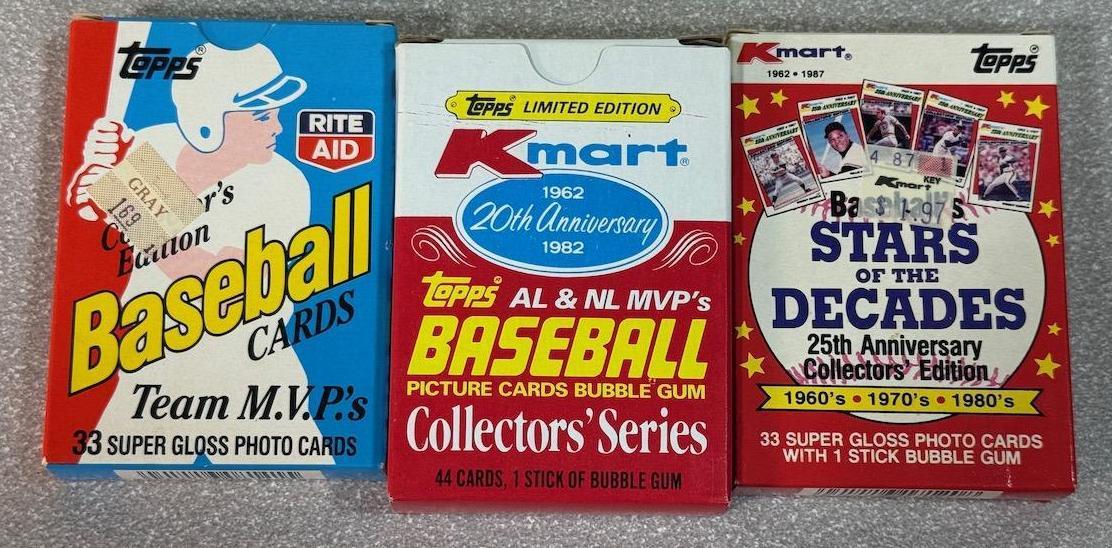 Topps®
RITE
AID
GRAY
169
Edition
Baseball
CARDS
Team M.V.P.'s
33 SUPER GLOSS PHOTO CARDS
Topps® LIMITED EDITION
Kmart®
1962
20th Anniversary
1982
Topps® AL & NL MVP's
BASEBALL
PICTURE CARDS BUBBLE GUM
Collectors' Series
44 CARDS, 1 STICK OF BUBBLE GUM
Kmart®
1962 • 1987
Topps®
4 87
KEY
Kmart
$ 1.97
STARS
OF THE
DECADES
25th Anniversary
Collectors' Edition
1960's • 1970's • 1980's
33 SUPER GLOSS PHOTO CARDS
WITH 1 STICK BUBBLE GUM